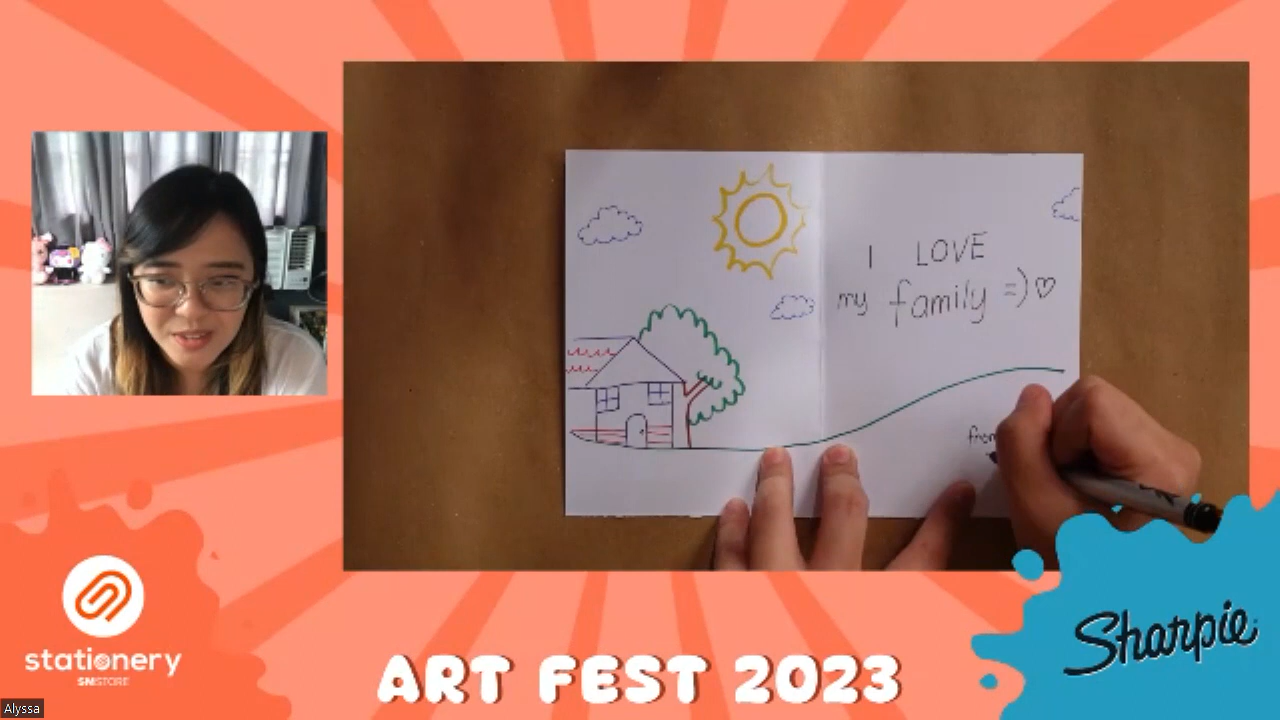 I LOVE
my family =) ♡
from
stationery
SM STORE
ART FEST 2023
Sharpie
Alyssa